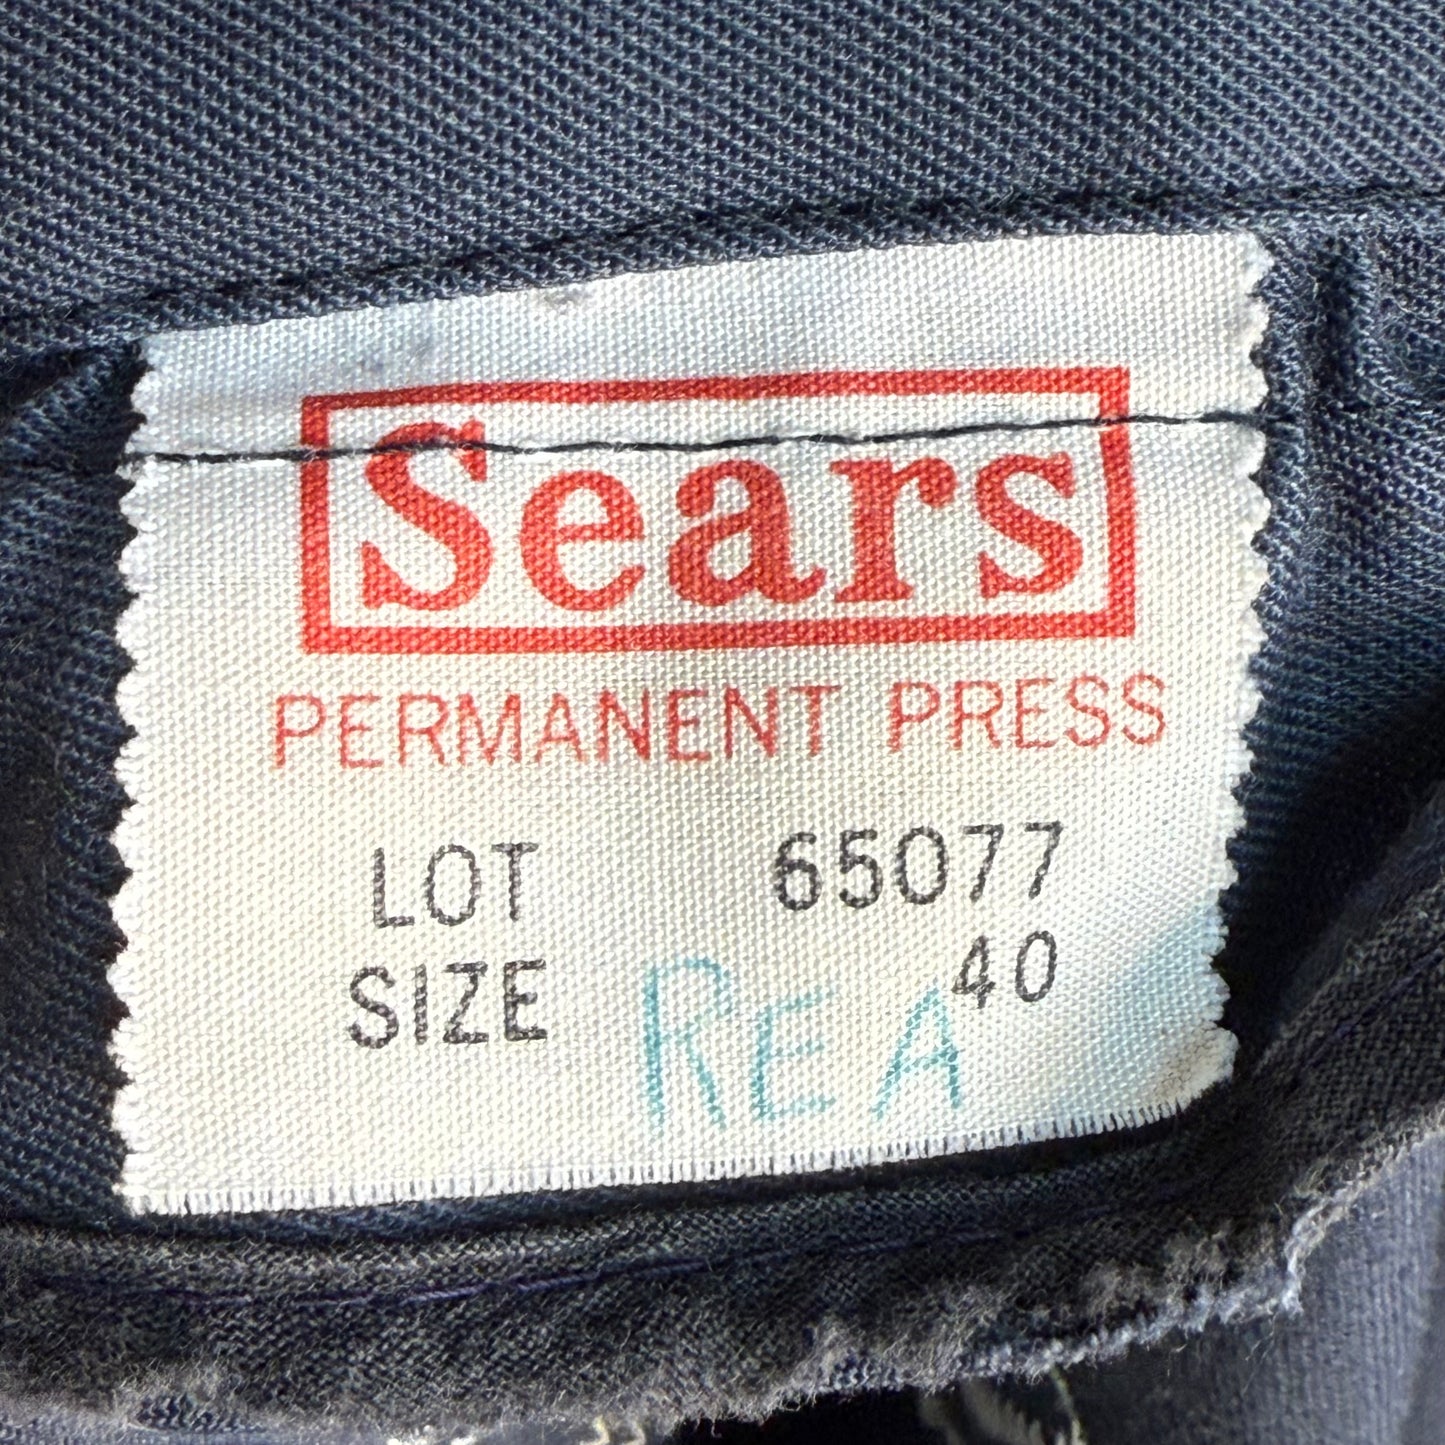 Sears
PERMANENT PRESS
LOT 65077
SIZE 40
REA